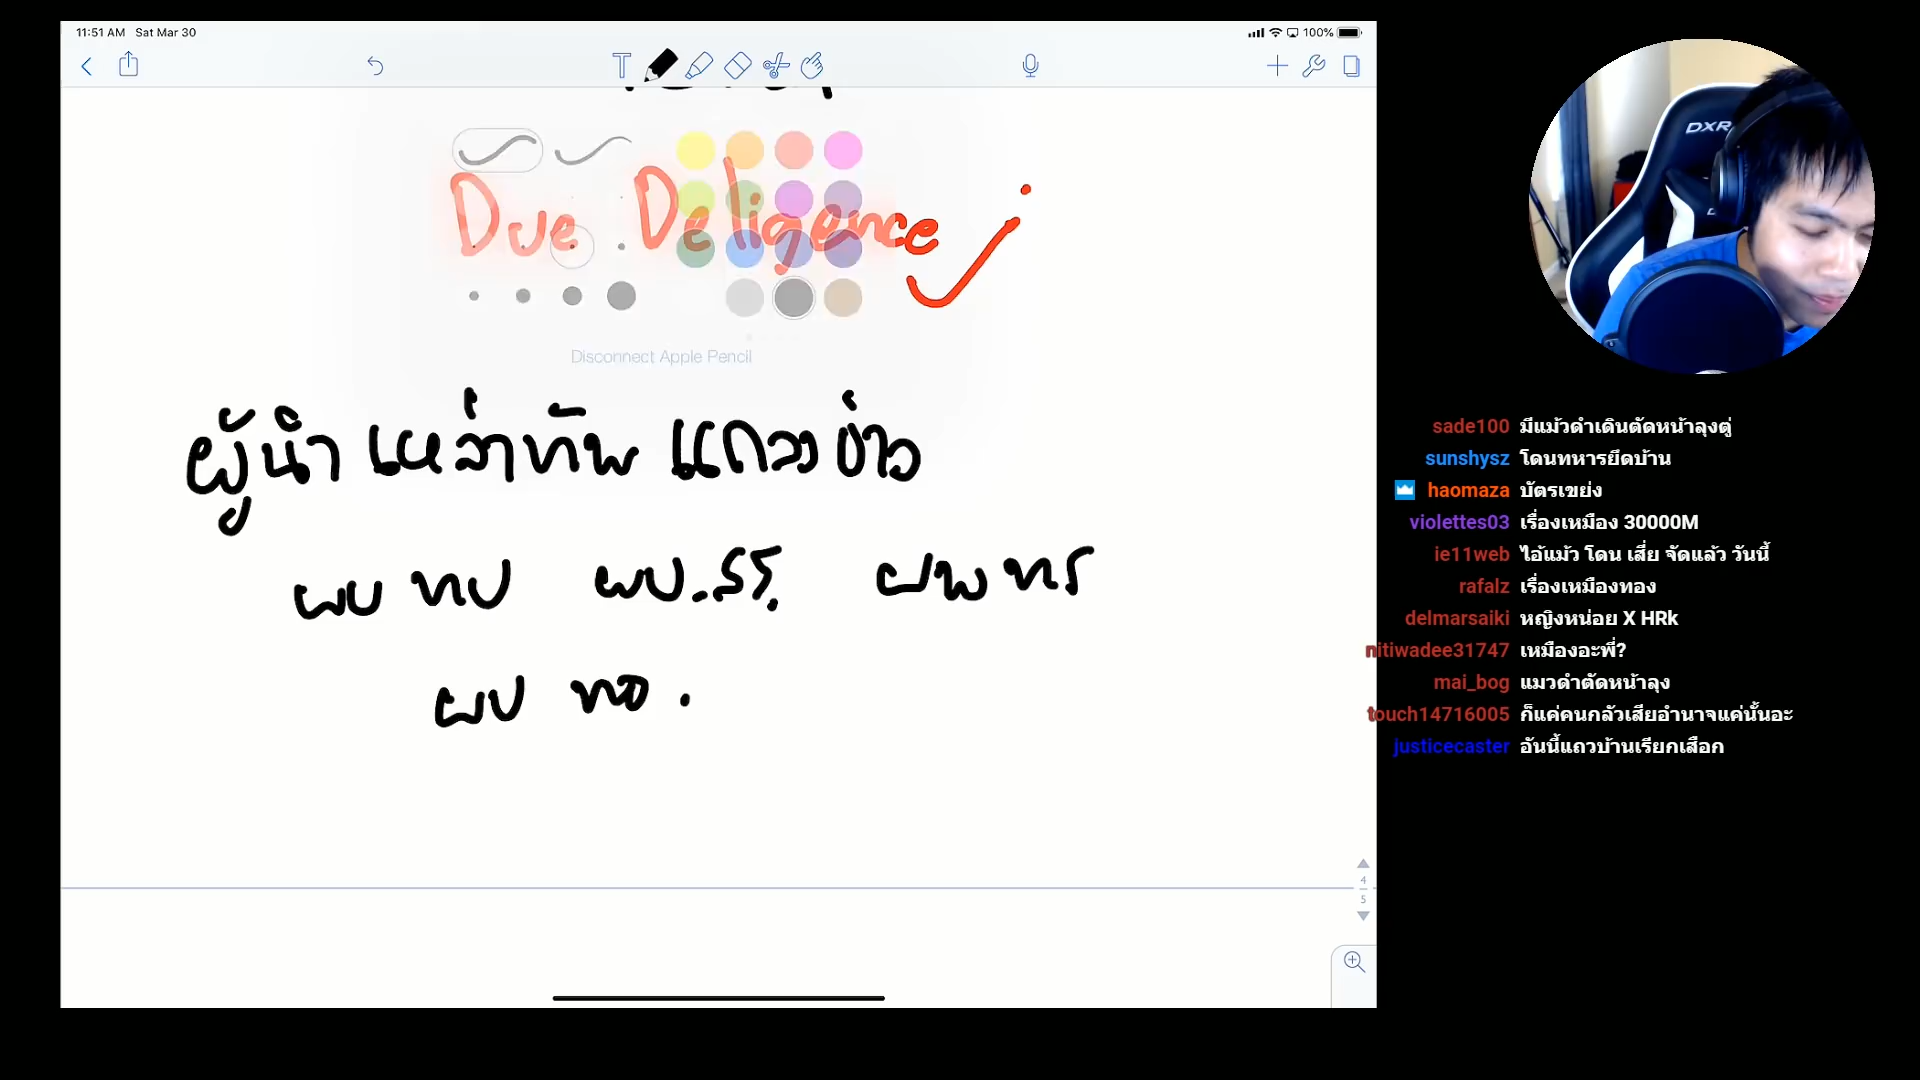 11:51 AM Sat Mar 30
100%
T
Due Deligence
Disconnect Apple Pencil
ผู้นำ เหล่าทัพ แถลงข่าว
ผบ ทบ ผบ.สส.
ผบ ทอ.
4
5
DXR
sade100 มีแม้วดำเดินตัดหน้าลุงตู่
sunshysz โดนทหารยึดบ้าน
haomaza บัตรเขย่ง
violettes03 เรื่องเหมือง 30000M
ie11web ไอ้แม้ว โดน เสี่ย จัดแล้ว วันนี้
rafalz เรื่องเหมืองทอง
delmarsaiki หญิงหน่อย X HRk
nitiwadee31747 เหมืองอะพี่?
mai_bog แมวดำตัดหน้าลุง
touch14716005 ก็แค่คนกลัวเสียอำนาจแค่นั้นอะ
justicecaster อันนี้แถวบ้านเรียกเสือก